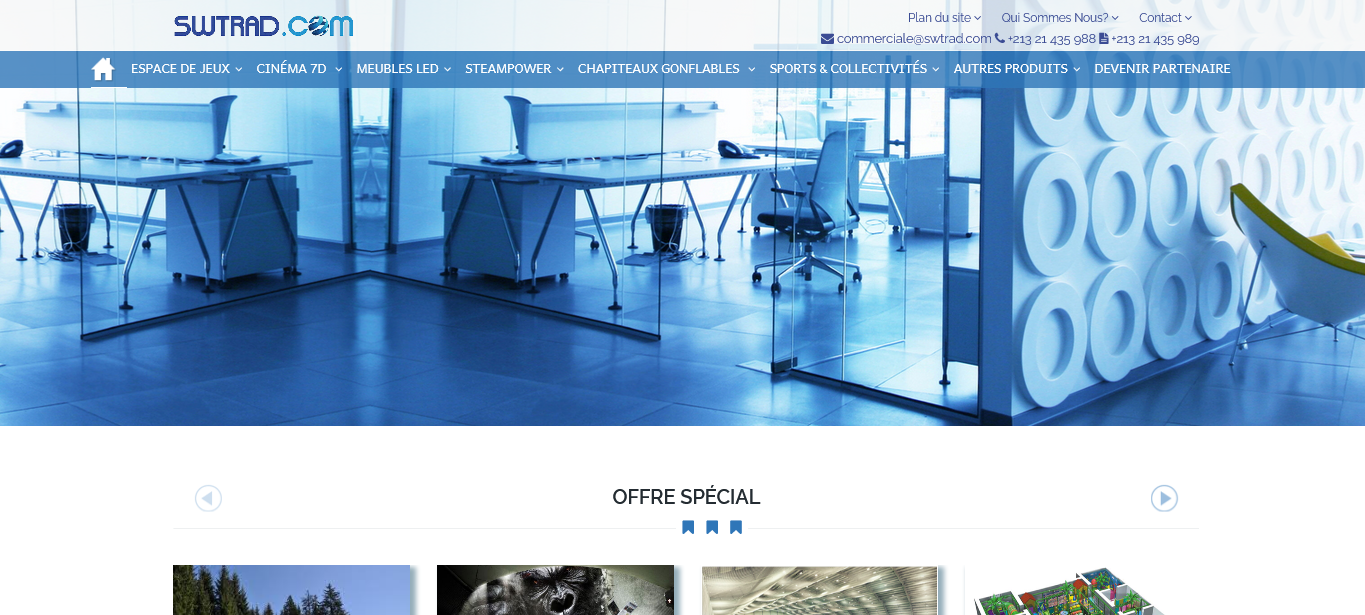 SWTRAD.COM
Plan du site Qui Sommes Nous? Contact
commerciale@swtrad.com +213 21 435 988 +213 21 435 989
ESPACE DE JEUX CINÉMA 7D MEUBLES LED STEAMPOWER CHAPITEAUX GONFLABLES SPORTS & COLLECTIVITÉS AUTRES PRODUITS DEVENIR PARTENAIRE
OFFRE SPÉCIAL